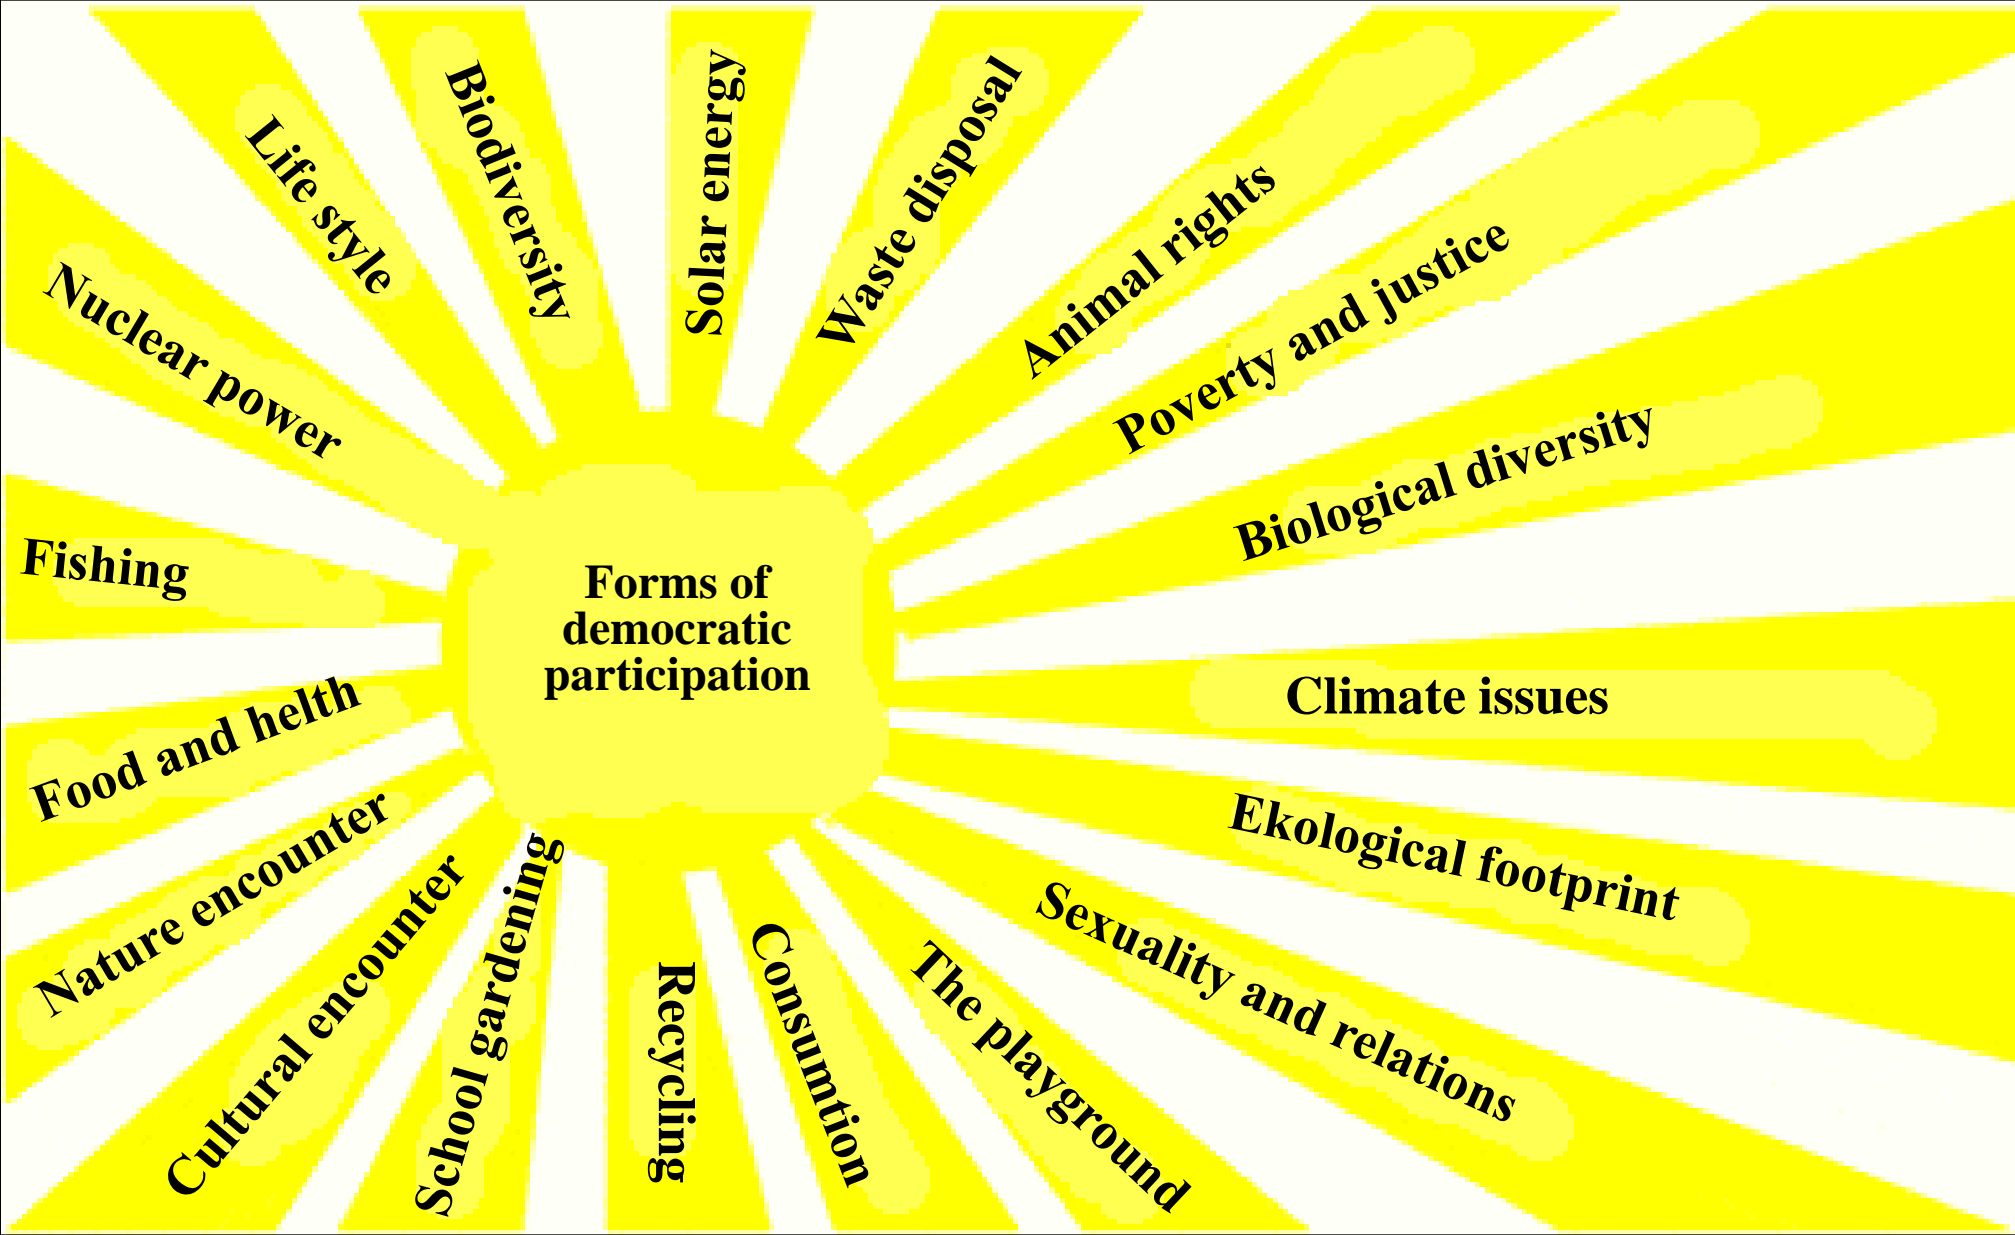 Life style
Biodiversity
Solar energy
Waste disposal
Animal rights
Poverty and justice
Biological diversity
Climate issues
Ekological footprint
Sexuality and relations
The playground
Consumtion
Recycling
School gardening
Cultural encounter
Nature encounter
Food and helth
Fishing
Nuclear power
Forms of
democratic
participation